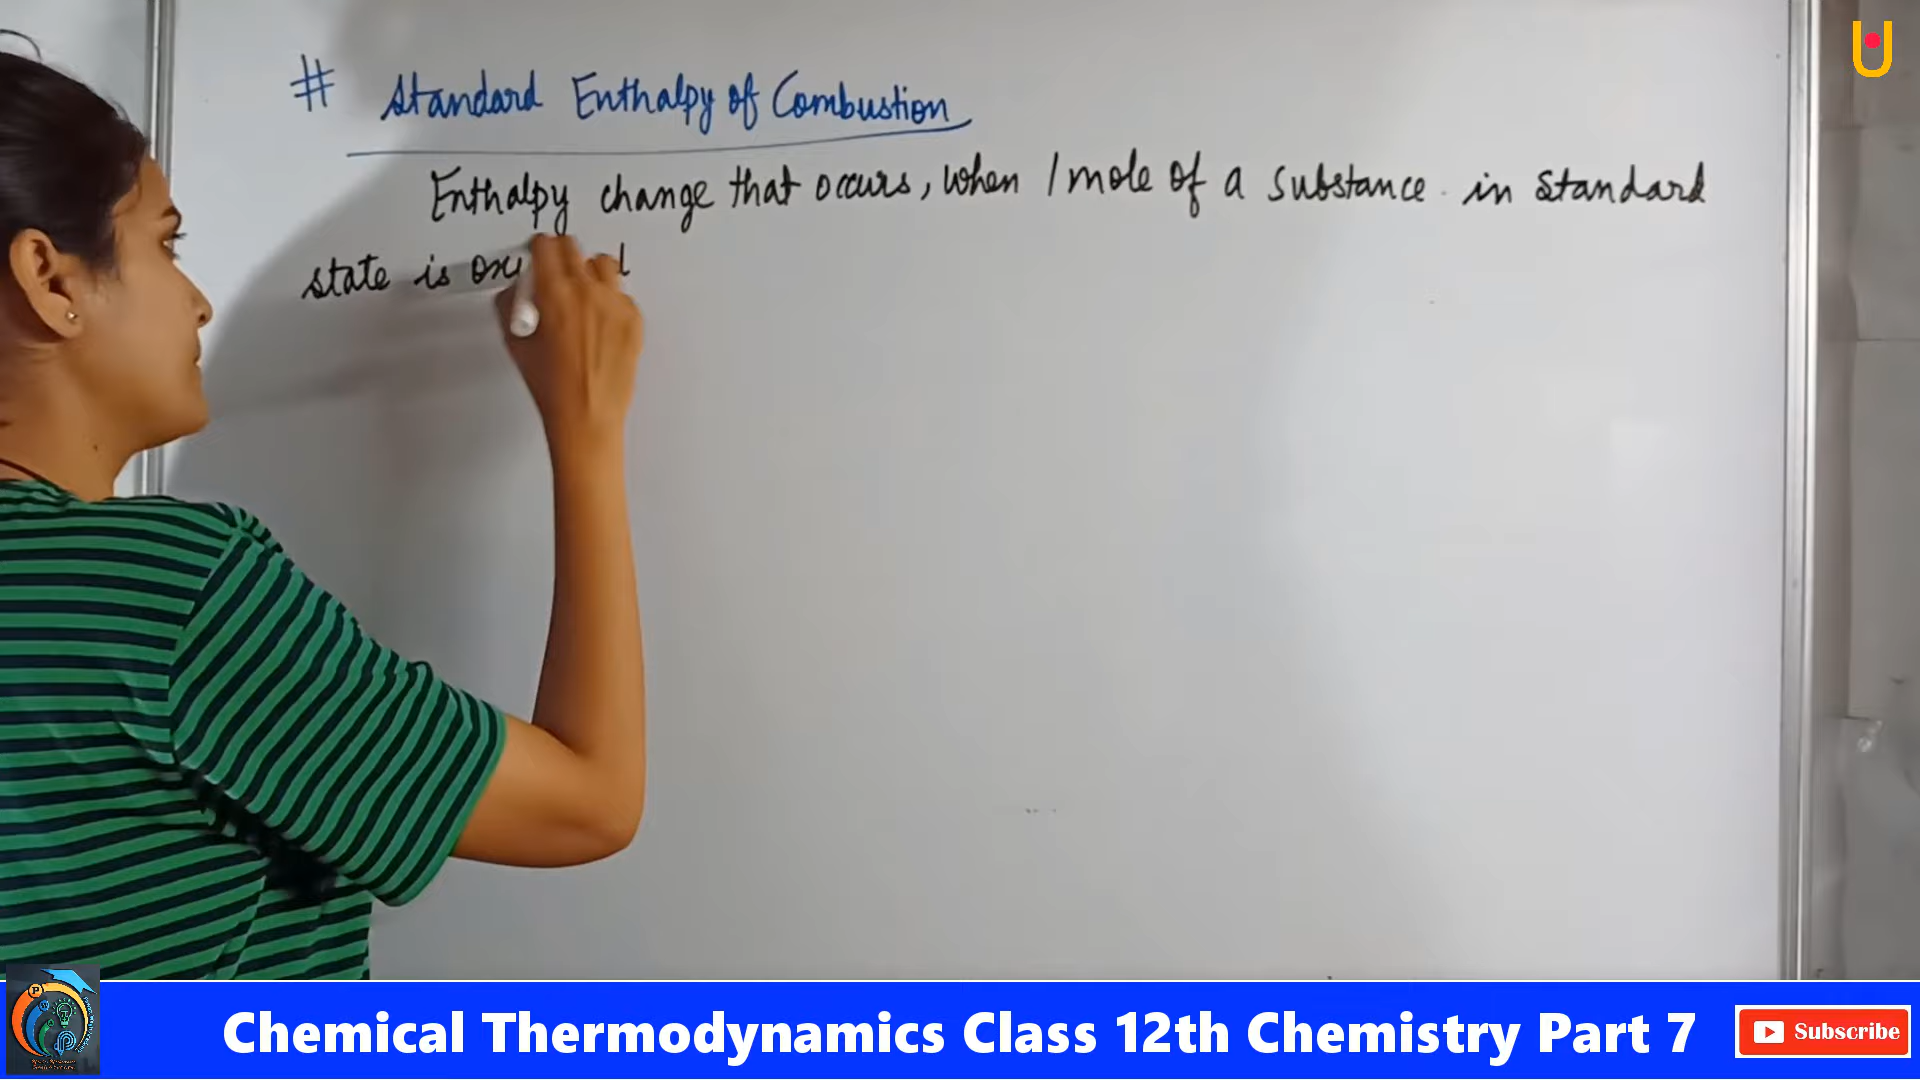 # Standard Enthalpy of Combustion
Enthalpy change that occurs, when 1 mole of a substance in standard
state is
Chemical Thermodynamics Class 12th Chemistry Part 7
Subscribe